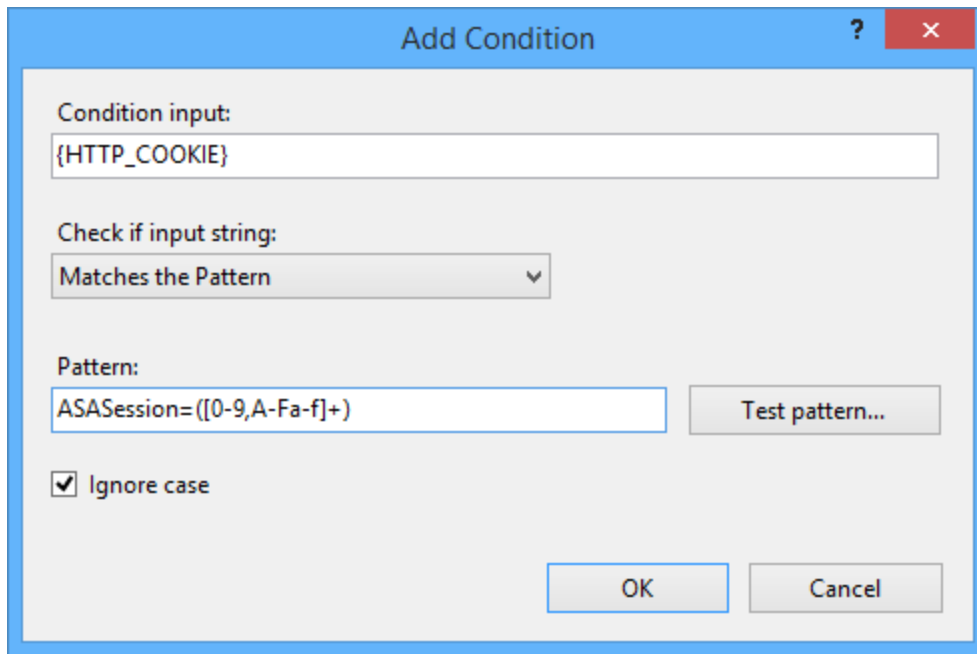 Add Condition
?
×
Condition input:
{HTTP_COOKIE}
Check if input string:
Matches the Pattern
Pattern:
ASASession=([0-9,A-Fa-f]+)
Test pattern...
Ignore case
OK
Cancel